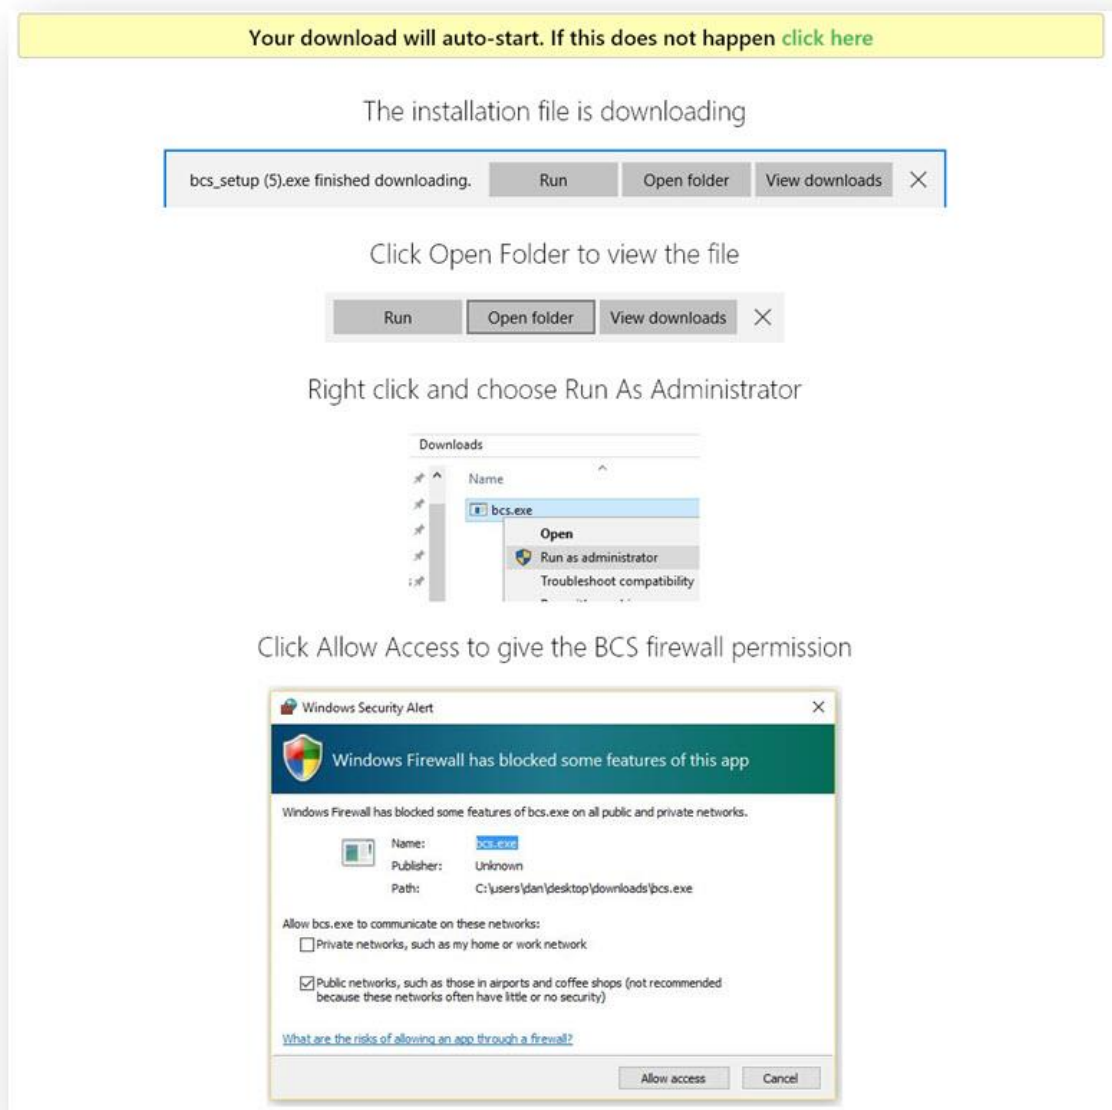 Your download will auto-start. If this does not happen click here
The installation file is downloading
bcs_setup (5).exe finished downloading. Run Open folder View downloads
Click Open Folder to view the file
Run Open folder View downloads
Right click and choose Run As Administrator
Downloads
Name
bcs.exe
Open
Run as administrator
Troubleshoot compatibility
Click Allow Access to give the BCS firewall permission
Windows Security Alert
Windows Firewall has blocked some features of this app
Windows Firewall has blocked some features of bcs.exe on all public and private networks.
Name: bcs.exe
Publisher: Unknown
Path: C:\users\dan\desktop\downloads\bcs.exe
Allow bcs.exe to communicate on these networks:
Private networks, such as my home or work network
Public networks, such as those in airports and coffee shops (not recommended
because these networks often have little or no security)
What are the risks of allowing an app through a firewall?
Allow access Cancel